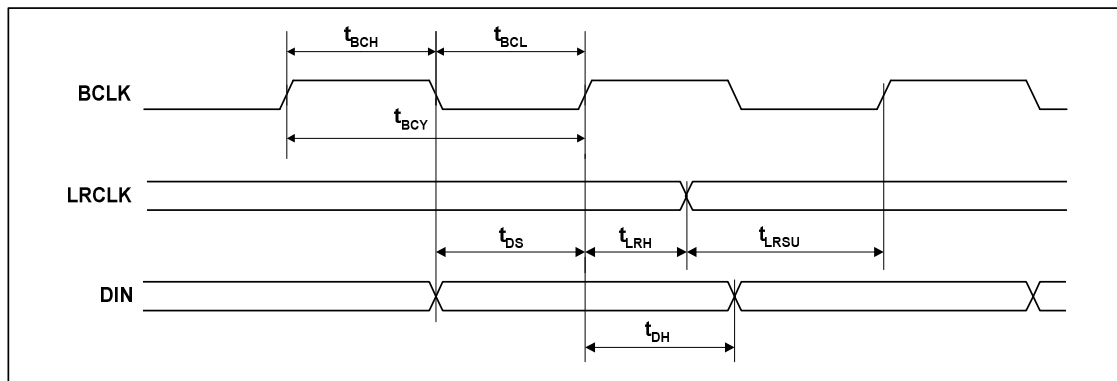 tBCH tBCL
BCLK
tBCY
LRCLK
tDS tLRH tLRSU
DIN
tDH